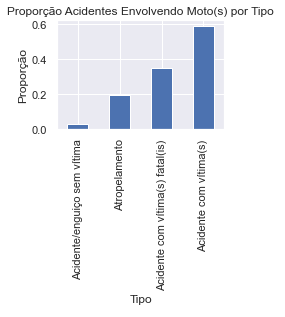 Proporção Acidentes Envolvendo Moto(s) por Tipo
Proporção
0.6
0.4
0.2
0.0
Acidente/enguiço sem vítima
Atropelamento
Acidente com vítima(s) fatal(is)
Acidente com vítima(s)
Tipo